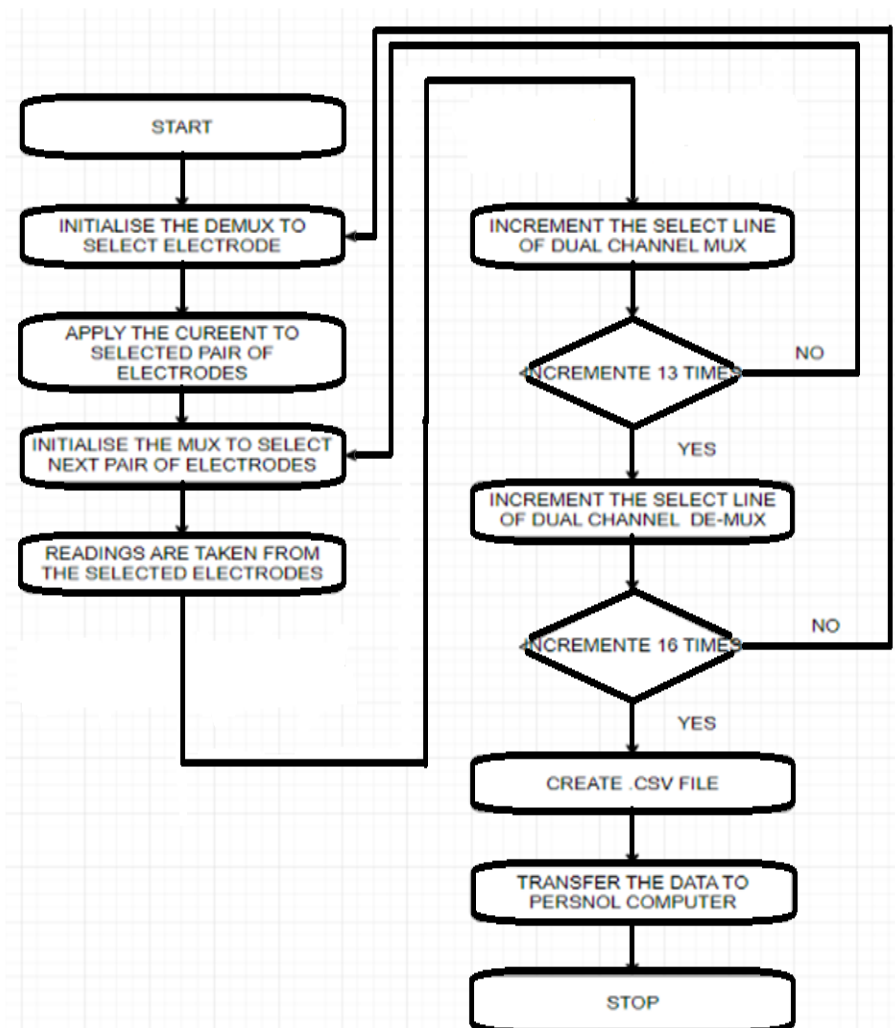 START
INITIALISE THE DEMUX TO
SELECT ELECTRODE
APPLY THE CUREENT TO
SELECTED PAIR OF
ELECTRODES
INITIALISE THE MUX TO SELECT
NEXT PAIR OF ELECTRODES
READINGS ARE TAKEN FROM
THE SELECTED ELECTRODES
INCREMENT THE SELECT LINE
OF DUAL CHANNEL MUX
INCREMENTE 13 TIMES
NO
YES
INCREMENT THE SELECT LINE
OF DUAL CHANNEL DE-MUX
INCREMENTE 16 TIMES
NO
YES
CREATE .CSV FILE
TRANSFER THE DATA TO
PERSNOL COMPUTER
STOP